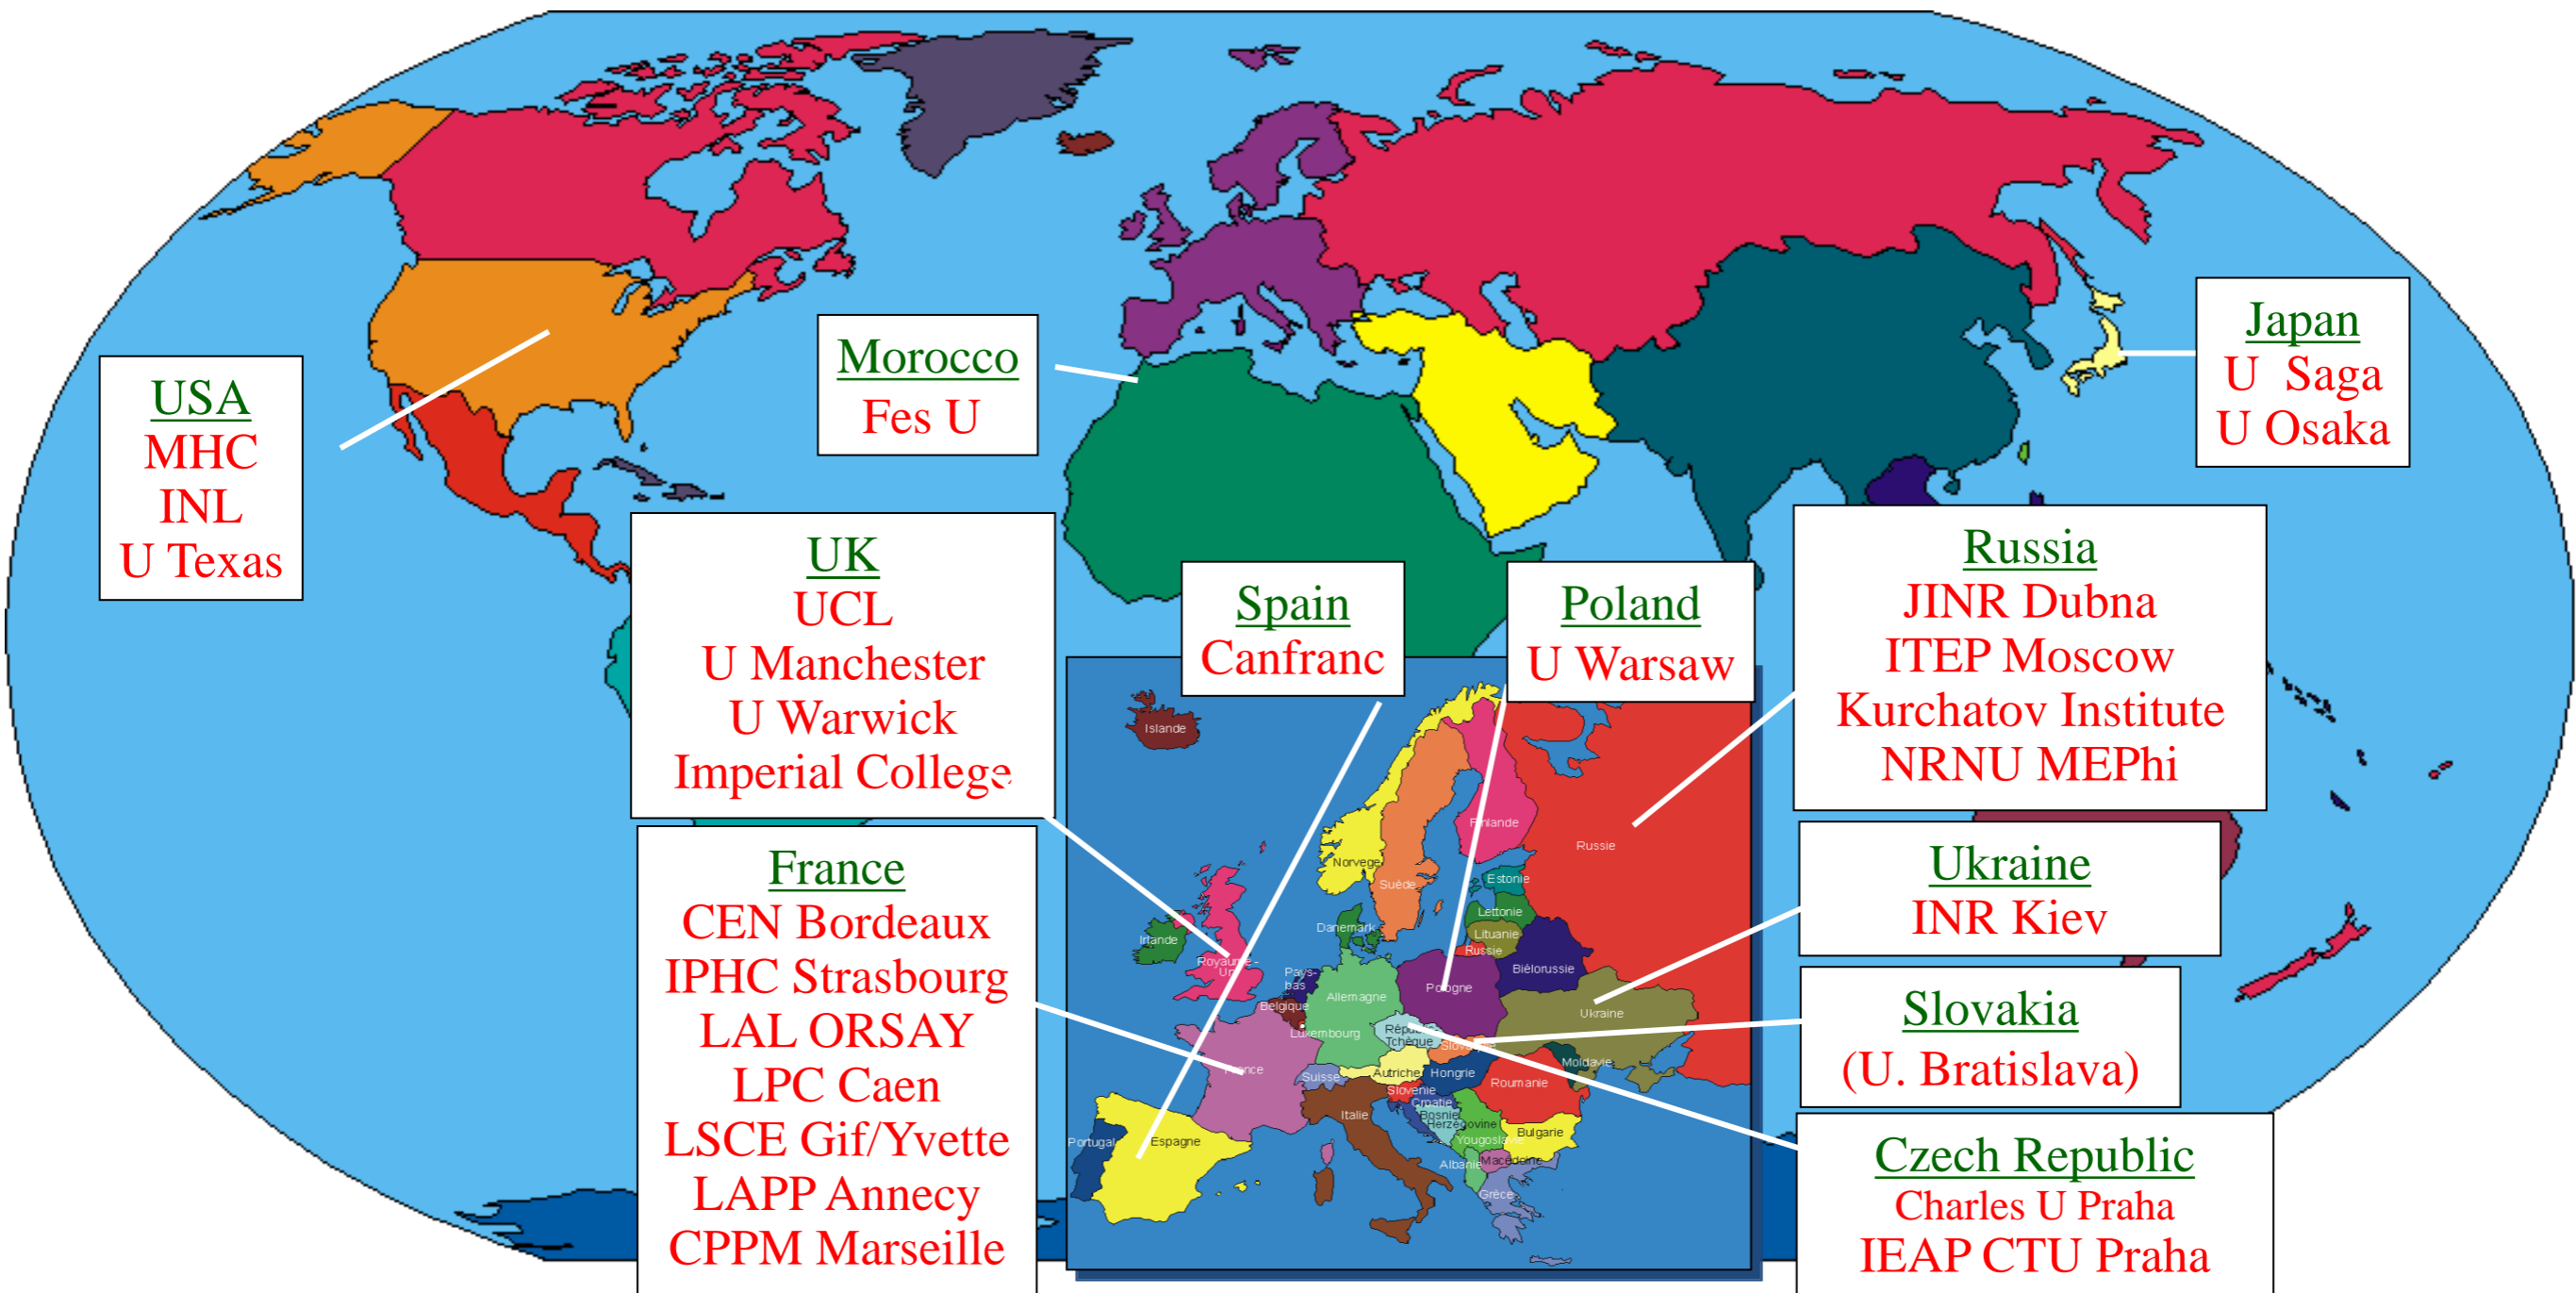 USA
MHC
INL
U Texas
Morocco
Fes U
Japan
U Saga
U Osaka
UK
UCL
U Manchester
U Warwick
Imperial College
Spain
Canfranc
Poland
U Warsaw
Russia
JINR Dubna
ITEP Moscow
Kurchatov Institute
NRNU MEPhi
France
CEN Bordeaux
IPHC Strasbourg
LAL ORSAY
LPC Caen
LSCE Gif/Yvette
LAPP Annecy
CPPM Marseille
Ukraine
INR Kiev
Slovakia
(U. Bratislava)
Czech Republic
Charles U Praha
IEAP CTU Praha
Islande
Finlande
Russie
Norvege
Suède
Estonie
Lettonie
Lituanie
Russie
Danemark
Irlande
Royaume-
Uni
Pays-
bas
Belgique
Luxembourg
Allemagne
Pologne
Biélorussie
Ukraine
Tchèque
Moldavie
France
Suisse
Autriche
Hongrie
Roumanie
Slovénie
Croatie
Bosnie
Herzégovine
Yougoslavie
Bulgarie
Italie
Albanie
Macédoine
Grèce
Portugal
Espagne